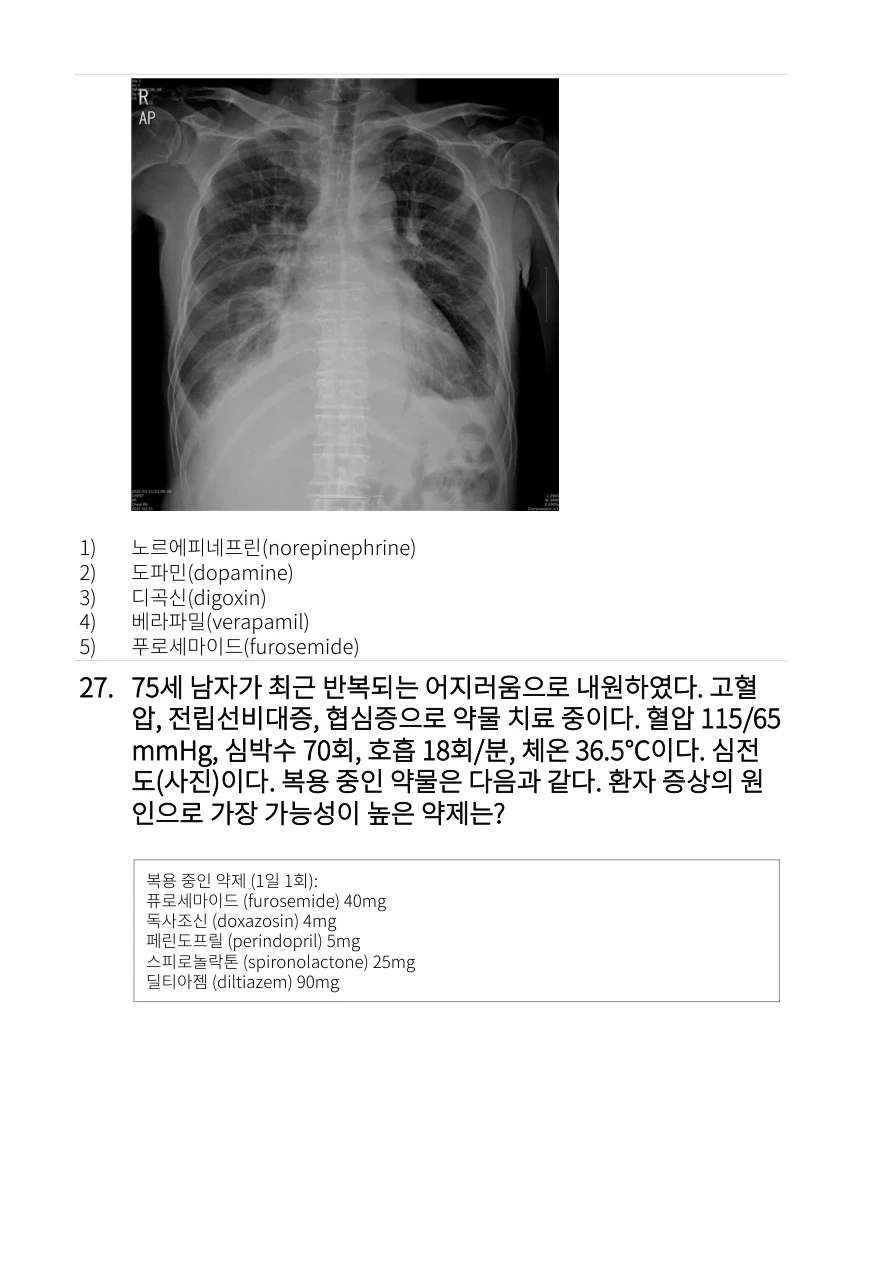 R
AP
1) 노르에피네프린(norepinephrine)
2) 도파민(dopamine)
3) 디곡신(digoxin)
4) 베라파밀(verapamil)
5) 푸로세마이드(furosemide)
27. 75세 남자가 최근 반복되는 어지러움으로 내원하였다. 고혈
압, 전립선비대증, 협심증으로 약물 치료 중이다. 혈압 115/65
mmHg, 심박수 70회, 호흡 18회/분, 체온 36.5℃이다. 심전
도(사진)이다. 복용 중인 약물은 다음과 같다. 환자 증상의 원
인으로 가장 가능성이 높은 약제는?
복용 중인 약제 (1일 1회):
퓨로세마이드 (furosemide) 40mg
독사조신 (doxazosin) 4mg
페린도프릴 (perindopril) 5mg
스피로놀락톤 (spironolactone) 25mg
딜티아젬 (diltiazem) 90mg